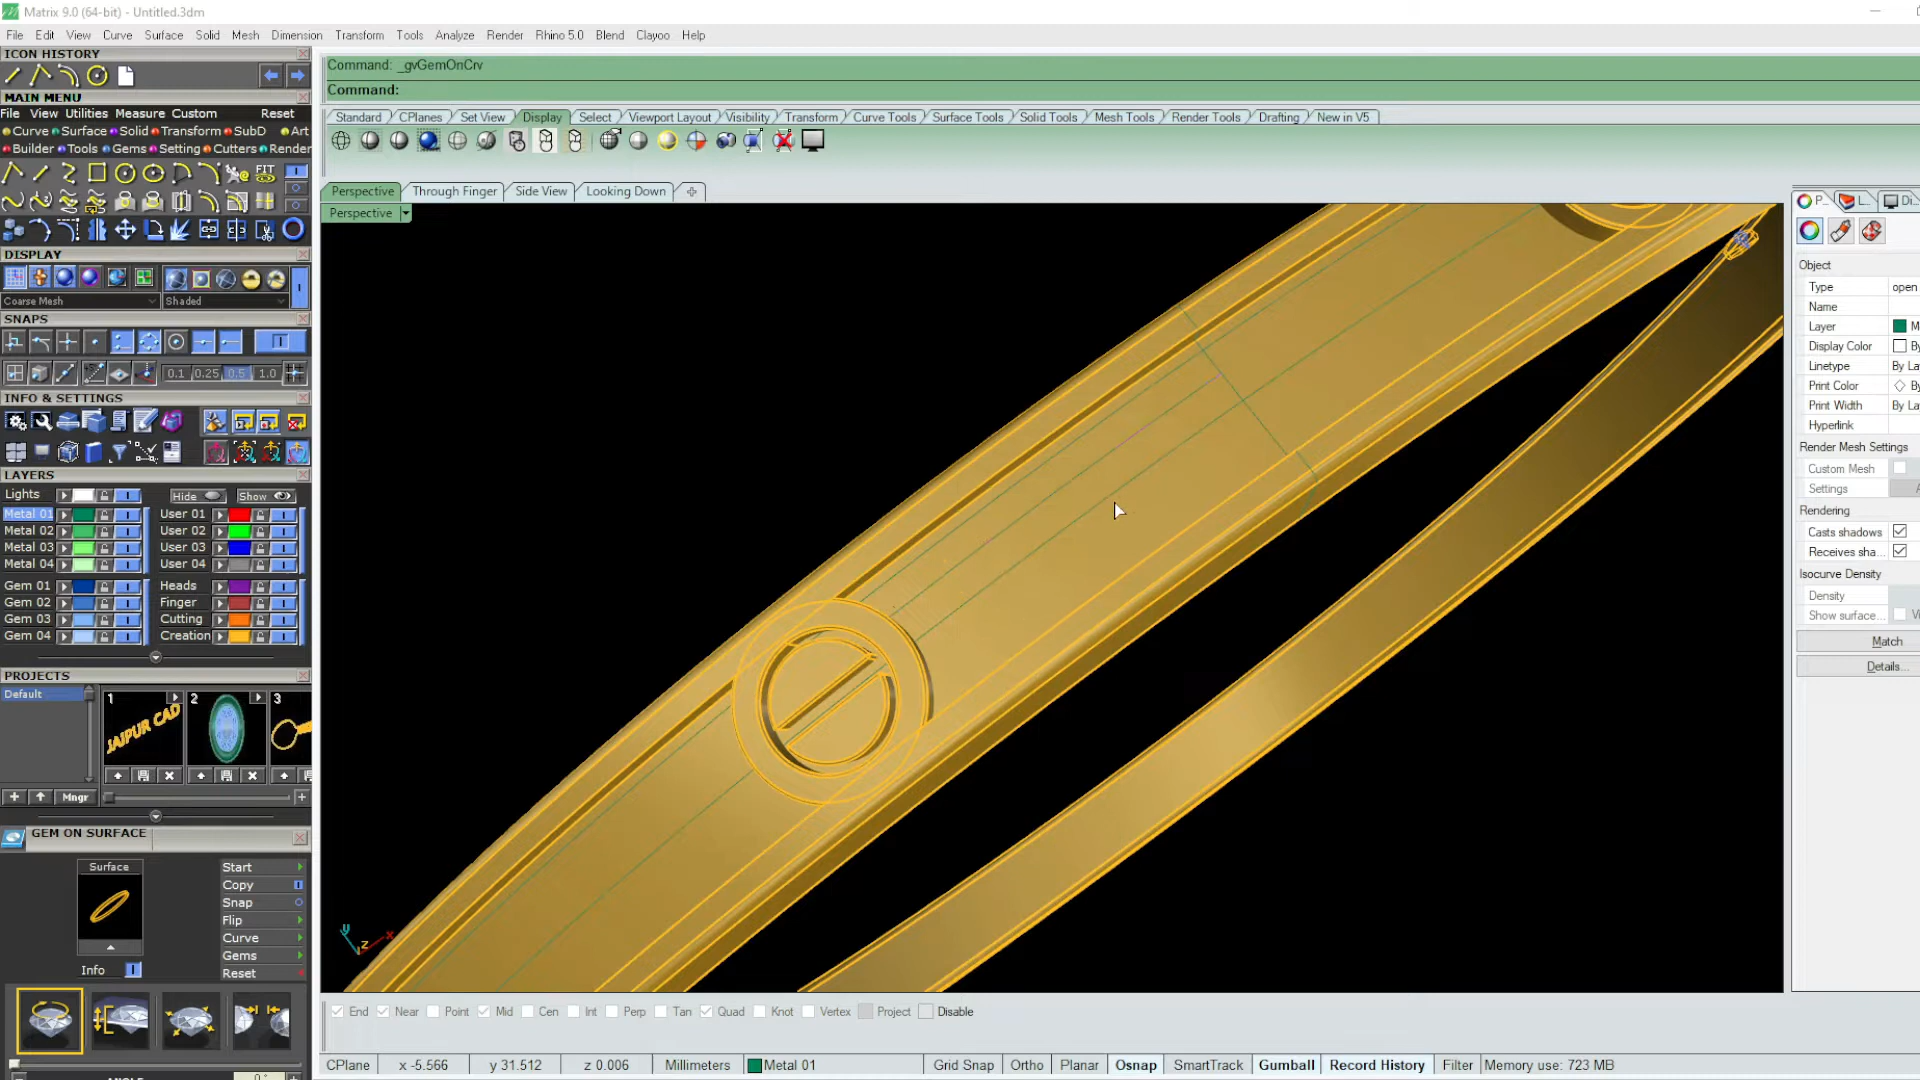 Matrix 9.0 (64-bit) - Untitled.3dm
File Edit View Curve Surface Solid Mesh Dimension Transform Tools Analyze Render Rhino 5.0 Blend Clayoo Help
ICON HISTORY
Command: _gvGemOnCrv
Command:
MAIN MENU
File View Utilities Measure Custom Reset
Curve Surface Solid Transform SubD Art
Builder Tools Gems Setting Cutters Render
Standard CPlanes Set View Display Select Viewport Layout Visibility Transform Curve Tools Surface Tools Solid Tools Mesh Tools Render Tools Drafting New in V5
FIT
Perspective Through Finger Side View Looking Down
Perspective
DISPLAY
Coarse Mesh Shaded
SNAPS
0.1 0.25 0.5 1.0
INFO & SETTINGS
LAYERS
Lights Hide Show
Metal 01 User 01
Metal 02 User 02
Metal 03 User 03
Metal 04 User 04
Gem 01 Heads
Gem 02 Finger
Gem 03 Cutting
Gem 04 Creation
PROJECTS
Default
1 2 3
JAIPUR CAD
Mngr
GEM ON SURFACE
Surface
Start
Copy
Snap
Flip
Curve
Gems
Reset
Info
P... L... Di
Object
Type open
Name
Layer M
Display Color By
Linetype By La
Print Color By
Print Width By La
Hyperlink
Render Mesh Settings
Custom Mesh
Settings
Rendering
Casts shadows
Receives sha...
Isocurve Density
Density
Show surface...
Match
Details...
y
x
z
End Near Point Mid Cen Int Perp Tan Quad Knot Vertex Project Disable
CPlane x -5.566 y 31.512 z 0.006 Millimeters Metal 01 Grid Snap Ortho Planar Osnap SmartTrack Gumball Record History Filter Memory use: 723 MB